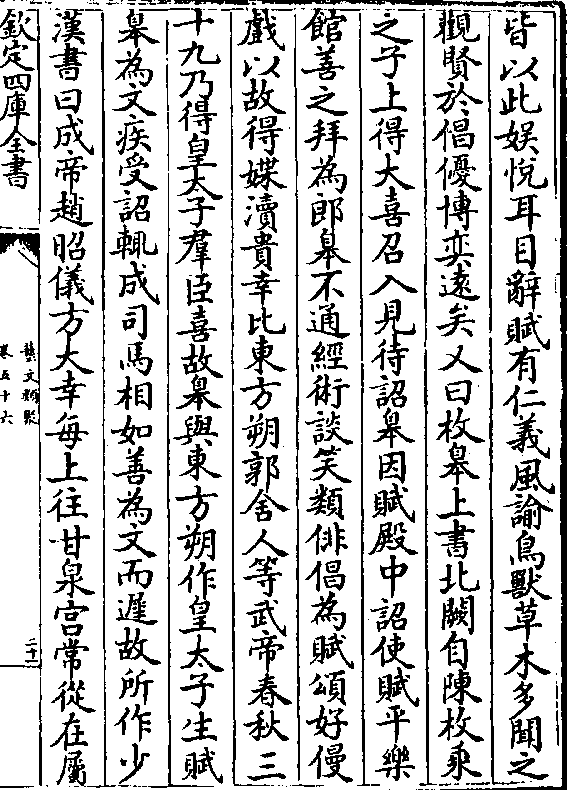 皆以此娯悦耳目辭賦有仁義風諭鳥獸草木多聞之
觀賢於倡優博奕逺矣又曰枚臯上書北闕自陳枚乘
之子上得大喜召入見待詔臯因賦殿中詔使賦平樂
館善之拜為郎臯不通經術談笑類俳倡為賦頌好嫚
戲以故得媟瀆貴幸比東方朔郭舍人等武帝春秋三
十九乃得皇太子羣臣喜故臯與東方朔作皇太子生賦
臯為文疾受詔輒成司馬相如善為文而遲故所作少
漢書曰成帝趙昭儀方大幸每上往甘泉宫常從在屬
欽定四庫全書
藝文類聚
卷五十六
二十二